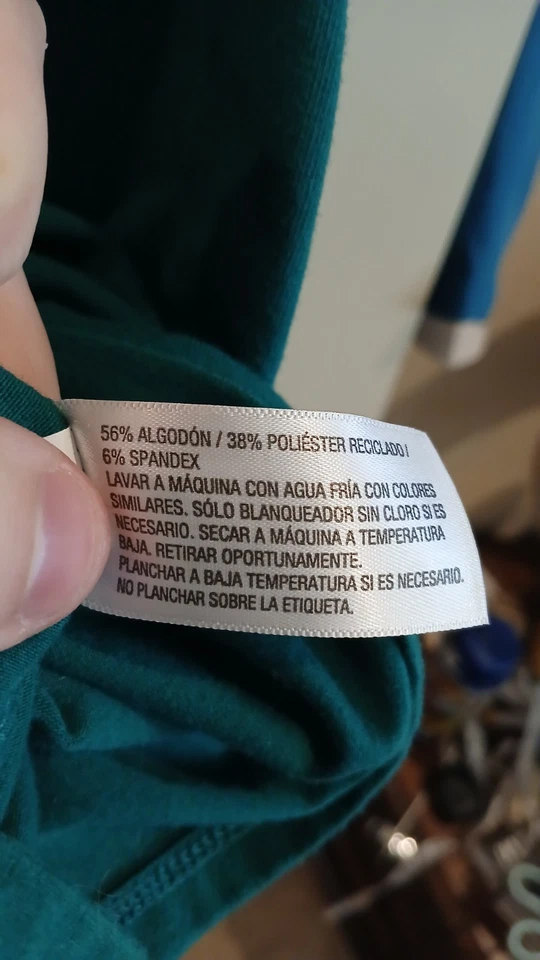 56% ALGODÓN / 38% POLIÉSTER RECICLADO /
6% SPANDEX
LAVAR A MÁQUINA CON AGUA FRÍA CON COLORES
SIMILARES. SÓLO BLANQUEADOR SIN CLORO SI ES
NECESARIO. SECAR A MÁQUINA A TEMPERATURA
BAJA. RETIRAR OPORTUNAMENTE.
PLANCHAR A BAJA TEMPERATURA SI ES NECESARIO.
NO PLANCHAR SOBRE LA ETIQUETA.